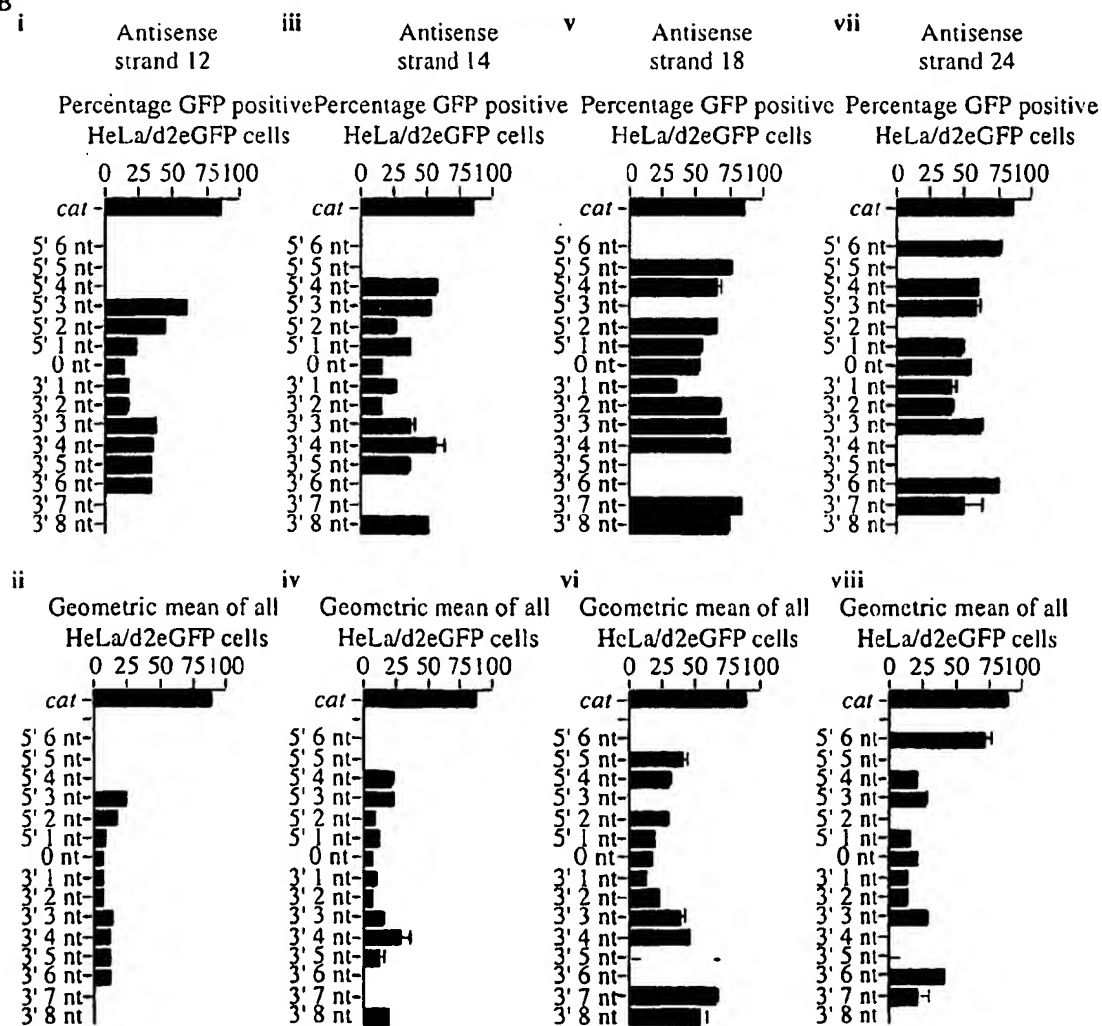 B
i
Antisense
strand 12
Percentage GFP positive
HeLa/d2eGFP cells
0 25 50 75 100
cat
5' 6 nt
5' 5 nt
5' 4 nt
5' 3 nt
5' 2 nt
5' 1 nt
0 nt
3' 1 nt
3' 2 nt
3' 3 nt
3' 4 nt
3' 5 nt
3' 6 nt
3' 7 nt
3' 8 nt
iii
Antisense
strand 14
Percentage GFP positive
HeLa/d2eGFP cells
0 25 50 75 100
cat
5' 6 nt
5' 5 nt
5' 4 nt
5' 3 nt
5' 2 nt
5' 1 nt
0 nt
3' 1 nt
3' 2 nt
3' 3 nt
3' 4 nt
3' 5 nt
3' 6 nt
3' 7 nt
3' 8 nt
v
Antisense
strand 18
Percentage GFP positive
HeLa/d2eGFP cells
0 25 50 75 100
cat
5' 6 nt
5' 5 nt
5' 4 nt
5' 3 nt
5' 2 nt
5' 1 nt
0 nt
3' 1 nt
3' 2 nt
3' 3 nt
3' 4 nt
3' 5 nt
3' 6 nt
3' 7 nt
3' 8 nt
vii
Antisense
strand 24
Percentage GFP positive
HeLa/d2eGFP cells
0 25 50 75 100
cat
5' 6 nt
5' 5 nt
5' 4 nt
5' 3 nt
5' 2 nt
5' 1 nt
0 nt
3' 1 nt
3' 2 nt
3' 3 nt
3' 4 nt
3' 5 nt
3' 6 nt
3' 7 nt
3' 8 nt
ii
Geometric mean of all
HeLa/d2eGFP cells
0 25 50 75 100
cat
5' 6 nt
5' 5 nt
5' 4 nt
5' 3 nt
5' 2 nt
5' 1 nt
0 nt
3' 1 nt
3' 2 nt
3' 3 nt
3' 4 nt
3' 5 nt
3' 6 nt
3' 7 nt
3' 8 nt
iv
Geometric mean of all
HeLa/d2eGFP cells
0 25 50 75 100
cat
5' 6 nt
5' 5 nt
5' 4 nt
5' 3 nt
5' 2 nt
5' 1 nt
0 nt
3' 1 nt
3' 2 nt
3' 3 nt
3' 4 nt
3' 5 nt
3' 6 nt
3' 7 nt
3' 8 nt
vi
Geometric mean of all
HeLa/d2eGFP cells
0 25 50 75 100
cat
5' 6 nt
5' 5 nt
5' 4 nt
5' 3 nt
5' 2 nt
5' 1 nt
0 nt
3' 1 nt
3' 2 nt
3' 3 nt
3' 4 nt
3' 5 nt
3' 6 nt
3' 7 nt
3' 8 nt
viii
Geometric mean of all
HeLa/d2eGFP cells
0 25 50 75 100
cat
5' 6 nt
5' 5 nt
5' 4 nt
5' 3 nt
5' 2 nt
5' 1 nt
0 nt
3' 1 nt
3' 2 nt
3' 3 nt
3' 4 nt
3' 5 nt
3' 6 nt
3' 7 nt
3' 8 nt